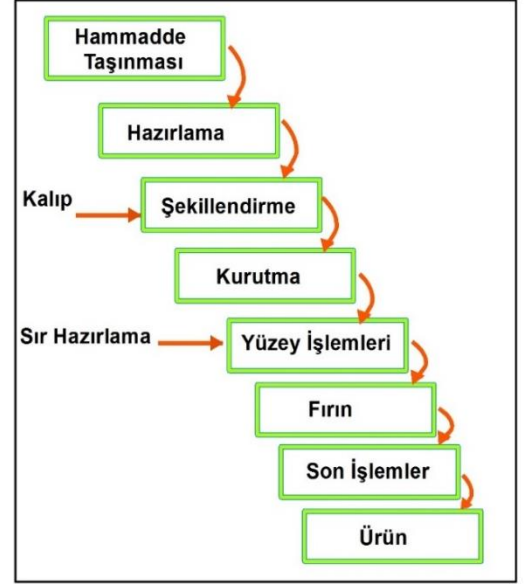 Hammadde
Taşınması
Hazırlama
Kalıp
Şekillendirme
Kurutma
Sır Hazırlama
Yüzey İşlemleri
Fırın
Son İşlemler
Ürün